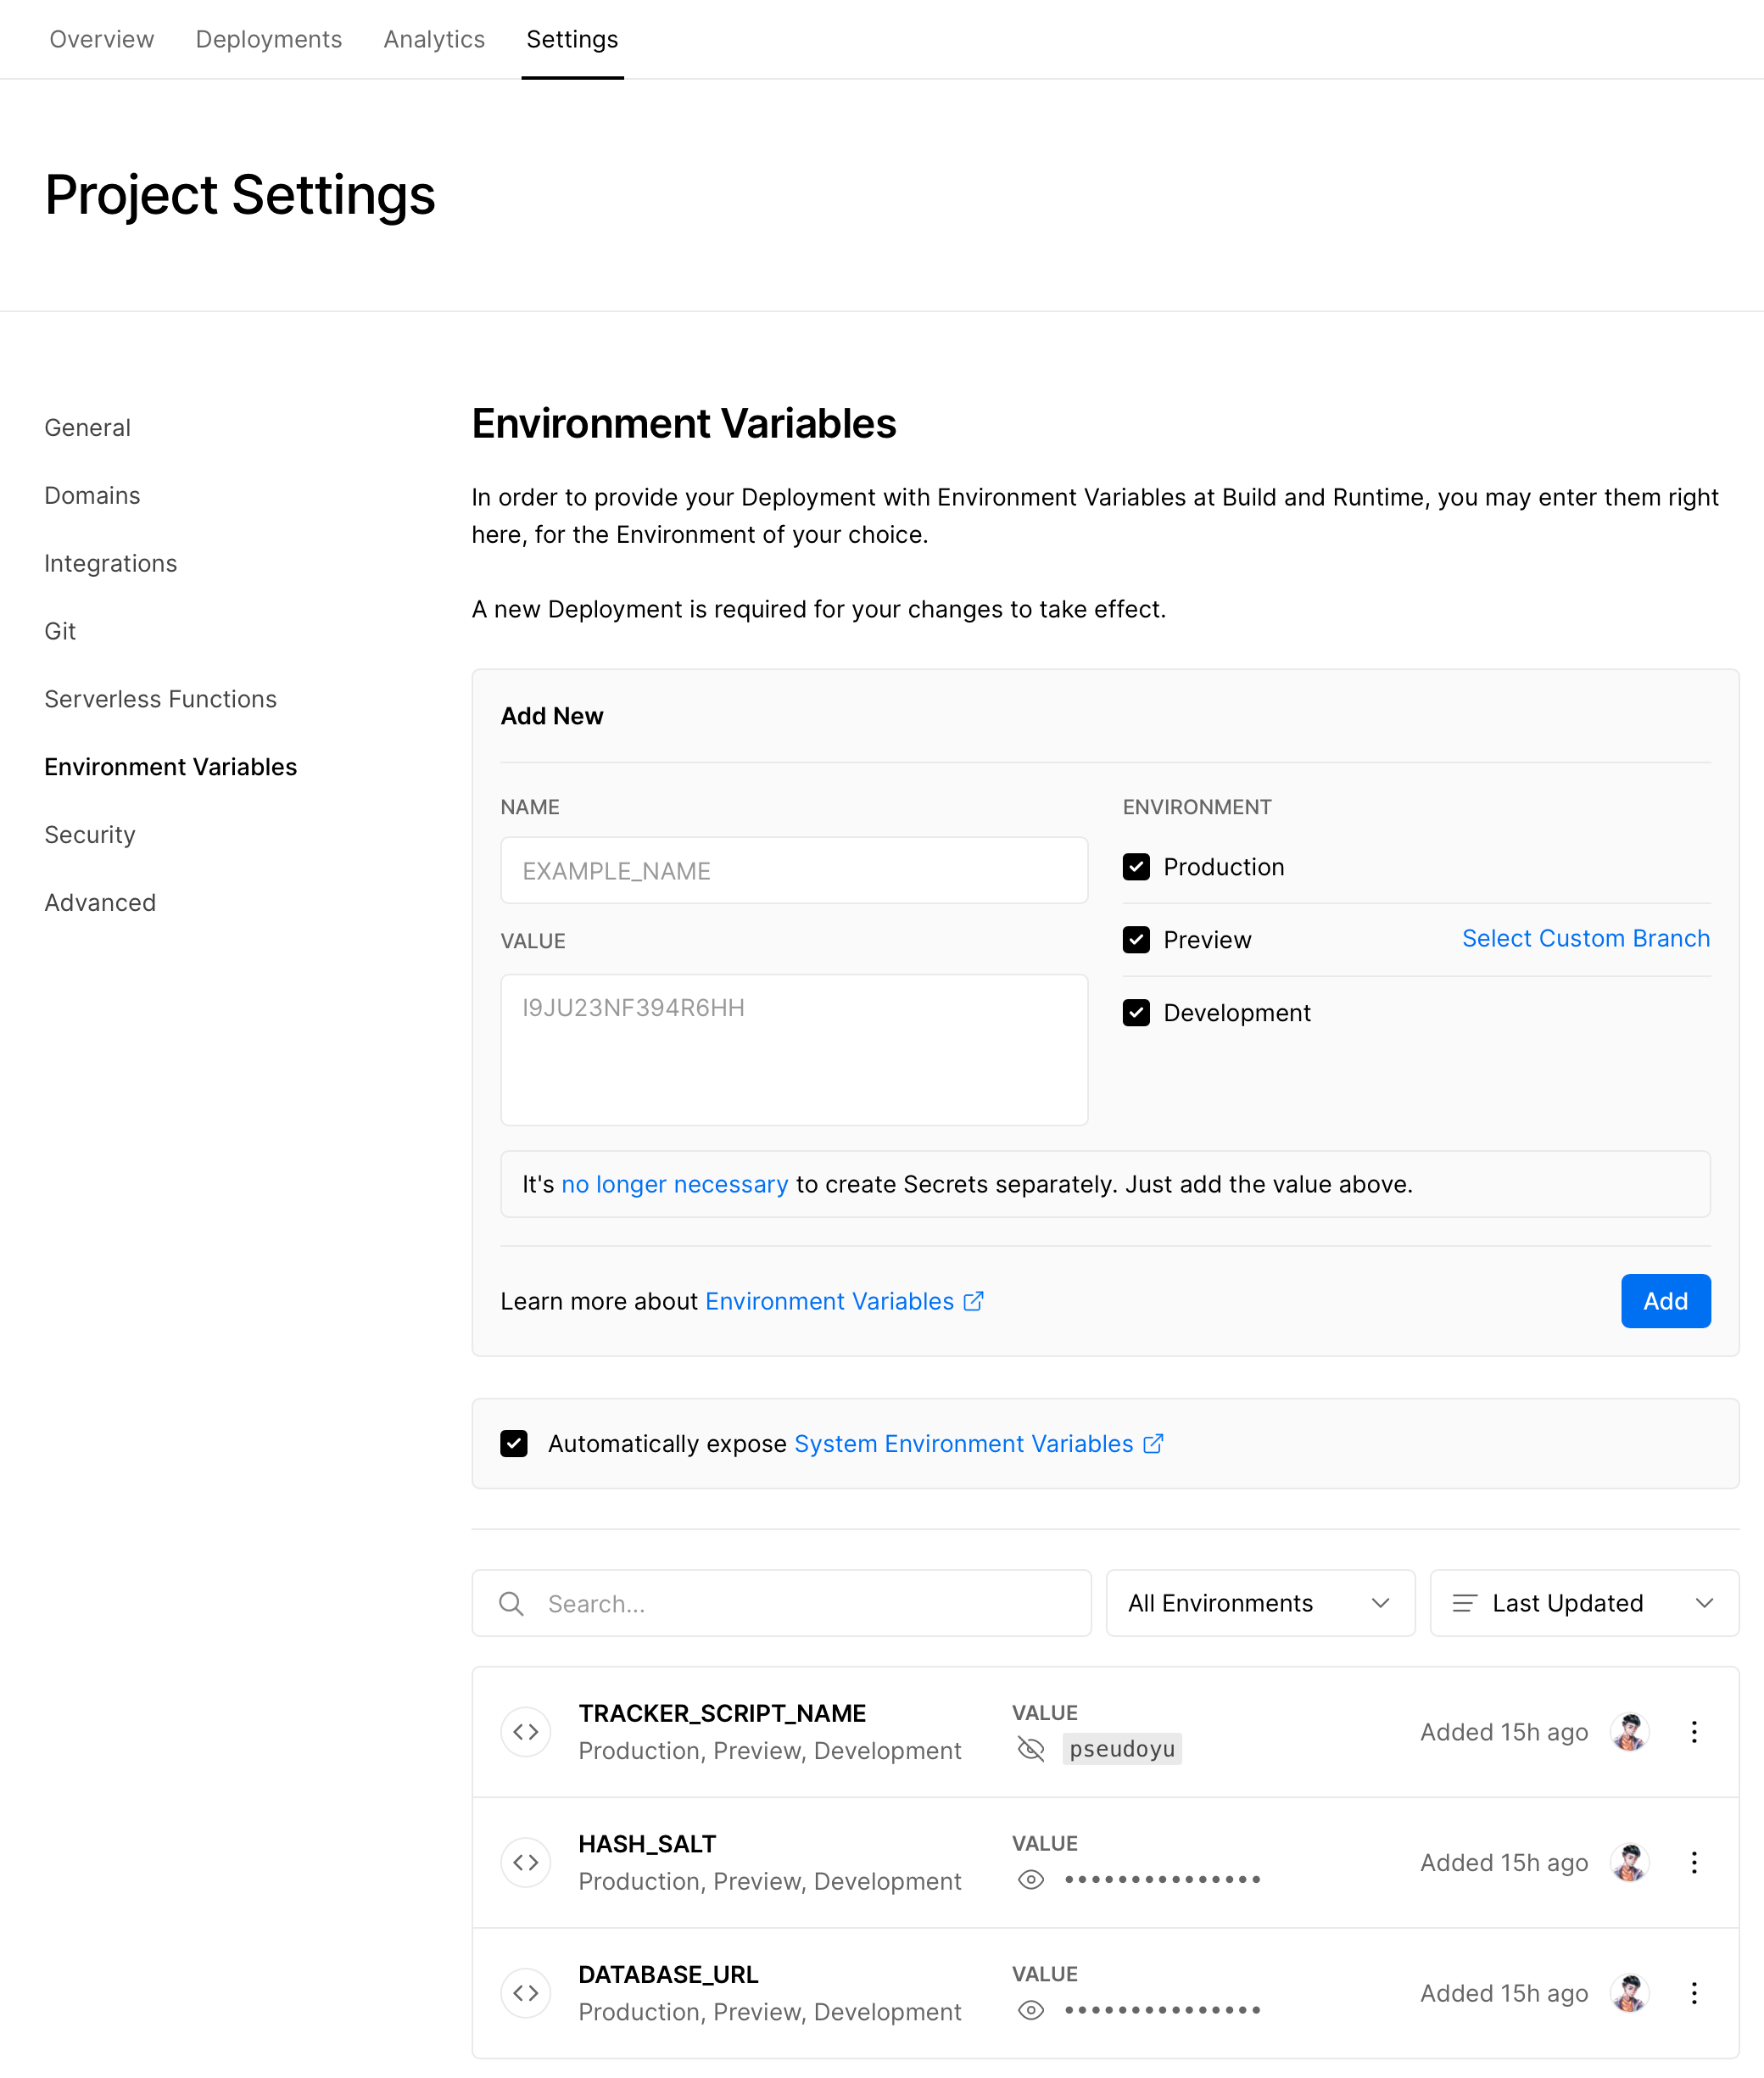 Overview Deployments Analytics Settings
Project Settings
General
Domains
Integrations
Git
Serverless Functions
Environment Variables
Security
Advanced
Environment Variables
In order to provide your Deployment with Environment Variables at Build and Runtime, you may enter them right
here, for the Environment of your choice.
A new Deployment is required for your changes to take effect.
Add New
NAME
EXAMPLE_NAME
VALUE
I9JU23NF394R6HH
ENVIRONMENT
Production
Preview Select Custom Branch
Development
It's no longer necessary to create Secrets separately. Just add the value above.
Learn more about Environment Variables
Add
Automatically expose System Environment Variables
Search...
All Environments
Last Updated
TRACKER_SCRIPT_NAME
Production, Preview, Development
VALUE
pseudoyu
Added 15h ago
HASH_SALT
Production, Preview, Development
VALUE
•••••••••••••••
Added 15h ago
DATABASE_URL
Production, Preview, Development
VALUE
•••••••••••••••
Added 15h ago